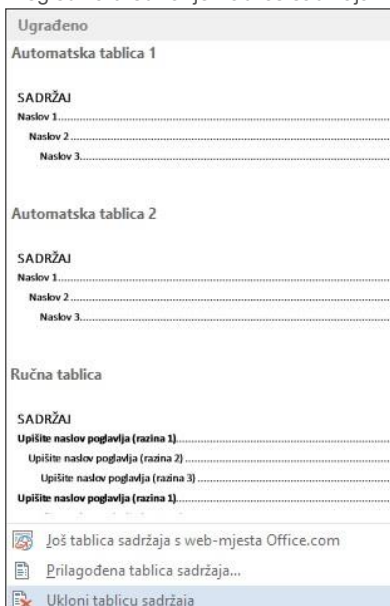 Ugrađeno
Automatska tablica 1
SADRŽAJ
Naslov 1
Naslov 2
Naslov 3
Automatska tablica 2
SADRŽAJ
Naslov 1
Naslov 2
Naslov 3
Ručna tablica
SADRŽAJ
Upišite naslov poglavlja (razina 1)
Upišite naslov poglavlja (razina 2)
Upišite naslov poglavlja (razina 3)
Upišite naslov poglavlja (razina 1)
Još tablica sadržaja s web-mjesta Office.com
Prilagođena tablica sadržaja...
Ukloni tablicu sadržaja